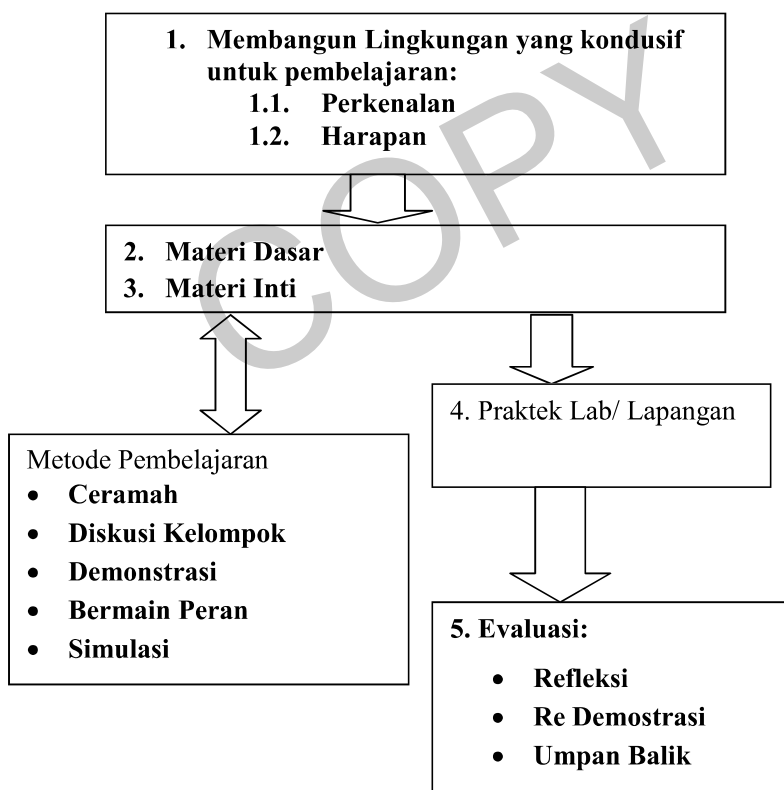 1. Membangun Lingkungan yang kondusif
untuk pembelajaran:
1.1. Perkenalan
1.2. Harapan
COPY
2. Materi Dasar
3. Materi Inti
4. Praktek Lab/ Lapangan
Metode Pembelajaran
• Ceramah
• Diskusi Kelompok
• Demonstrasi
• Bermain Peran
• Simulasi
5. Evaluasi:
• Refleksi
• Re Demostrasi
• Umpan Balik